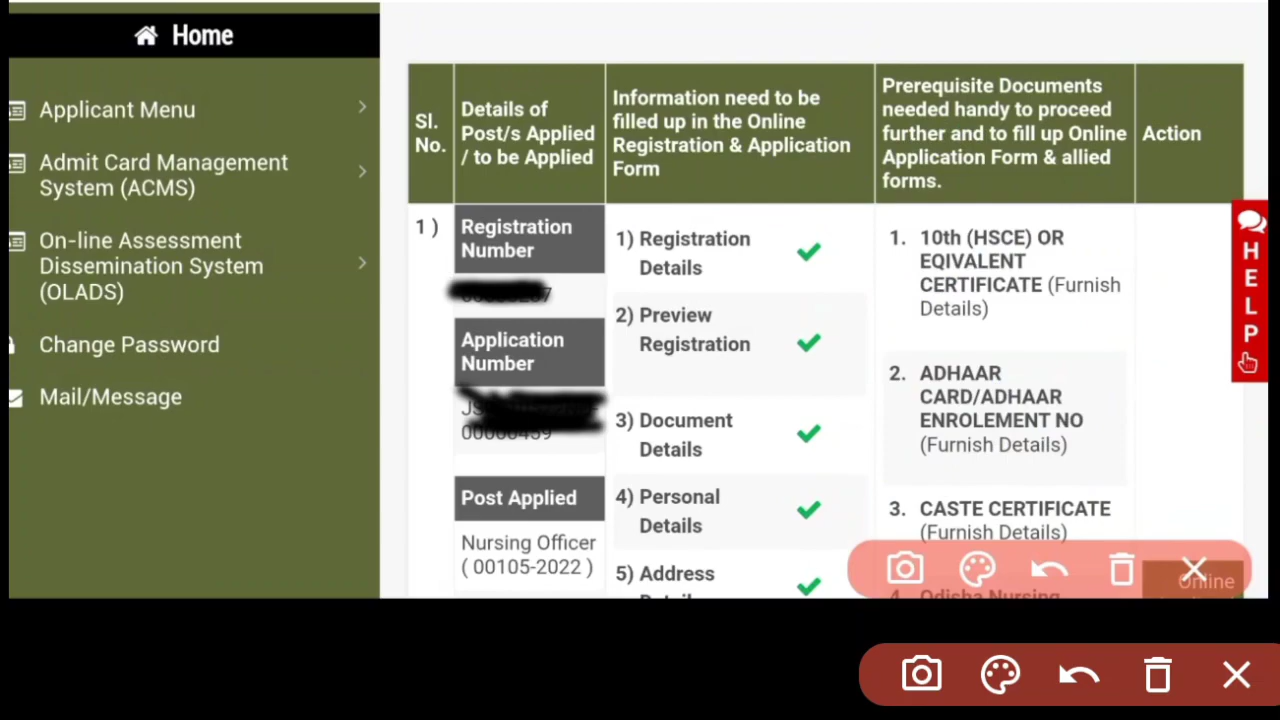 Home
Applicant Menu
Admit Card Management
System (ACMS)
On-line Assessment
Dissemination System
(OLADS)
Change Password
Mail/Message
Sl.
No.
Details of
Post/s Applied
/ to be Applied
Information need to be
filled up in the Online
Registration & Application
Form
Prerequisite Documents
needed handy to proceed
further and to fill up Online
Application Form & allied
forms.
Action
1 )
Registration
Number
Application
Number
Post Applied
Nursing Officer
( 00105-2022 )
1) Registration
Details
2) Preview
Registration
3) Document
Details
4) Personal
Details
5) Address
1. 10th (HSCE) OR
EQIVALENT
CERTIFICATE (Furnish
Details)
2. ADHAAR
CARD/ADHAAR
ENROLEMENT NO
(Furnish Details)
3. CASTE CERTIFICATE
(Furnish Details)
4. Odisha Nursing
Online
HELP